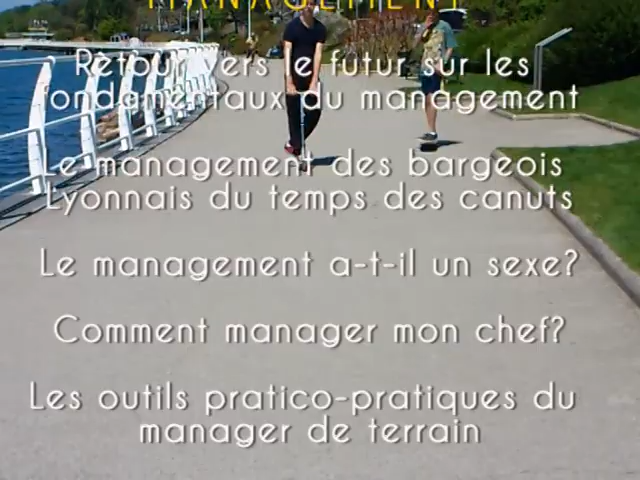 MANAGEMENT
Retour vers le futur sur les
fondamentaux du management
Le management des bargeois
Lyonnais du temps des canuts
Le management a-t-il un sexe?
Comment manager mon chef?
Les outils pratico-pratiques du
manager de terrain